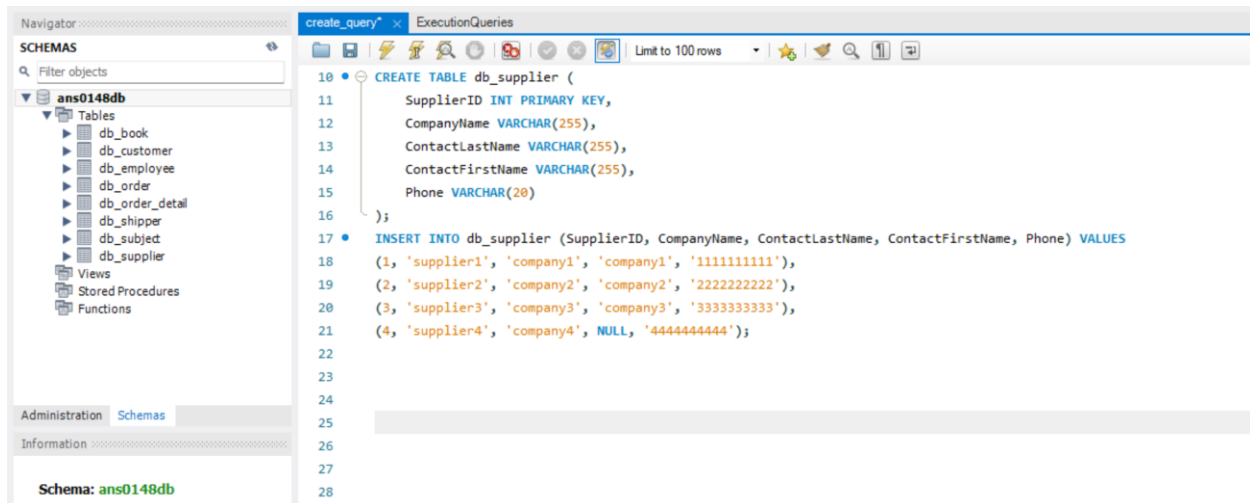 Navigator
SCHEMAS
Filter objects
ans0148db
Tables
db_book
db_customer
db_employee
db_order
db_order_detail
db_shipper
db_subject
db_supplier
Views
Stored Procedures
Functions
Administration Schemas
Information
Schema: ans0148db
create_query* × ExecutionQueries
Limit to 100 rows
10 CREATE TABLE db_supplier (
11 SupplierID INT PRIMARY KEY,
12 CompanyName VARCHAR(255),
13 ContactLastName VARCHAR(255),
14 ContactFirstName VARCHAR(255),
15 Phone VARCHAR(20)
16 );
17 INSERT INTO db_supplier (SupplierID, CompanyName, ContactLastName, ContactFirstName, Phone) VALUES
18 (1, 'supplier1', 'company1', 'company1', '1111111111'),
19 (2, 'supplier2', 'company2', 'company2', '2222222222'),
20 (3, 'supplier3', 'company3', 'company3', '3333333333'),
21 (4, 'supplier4', 'company4', NULL, '4444444444');
22
23
24
25
26
27
28